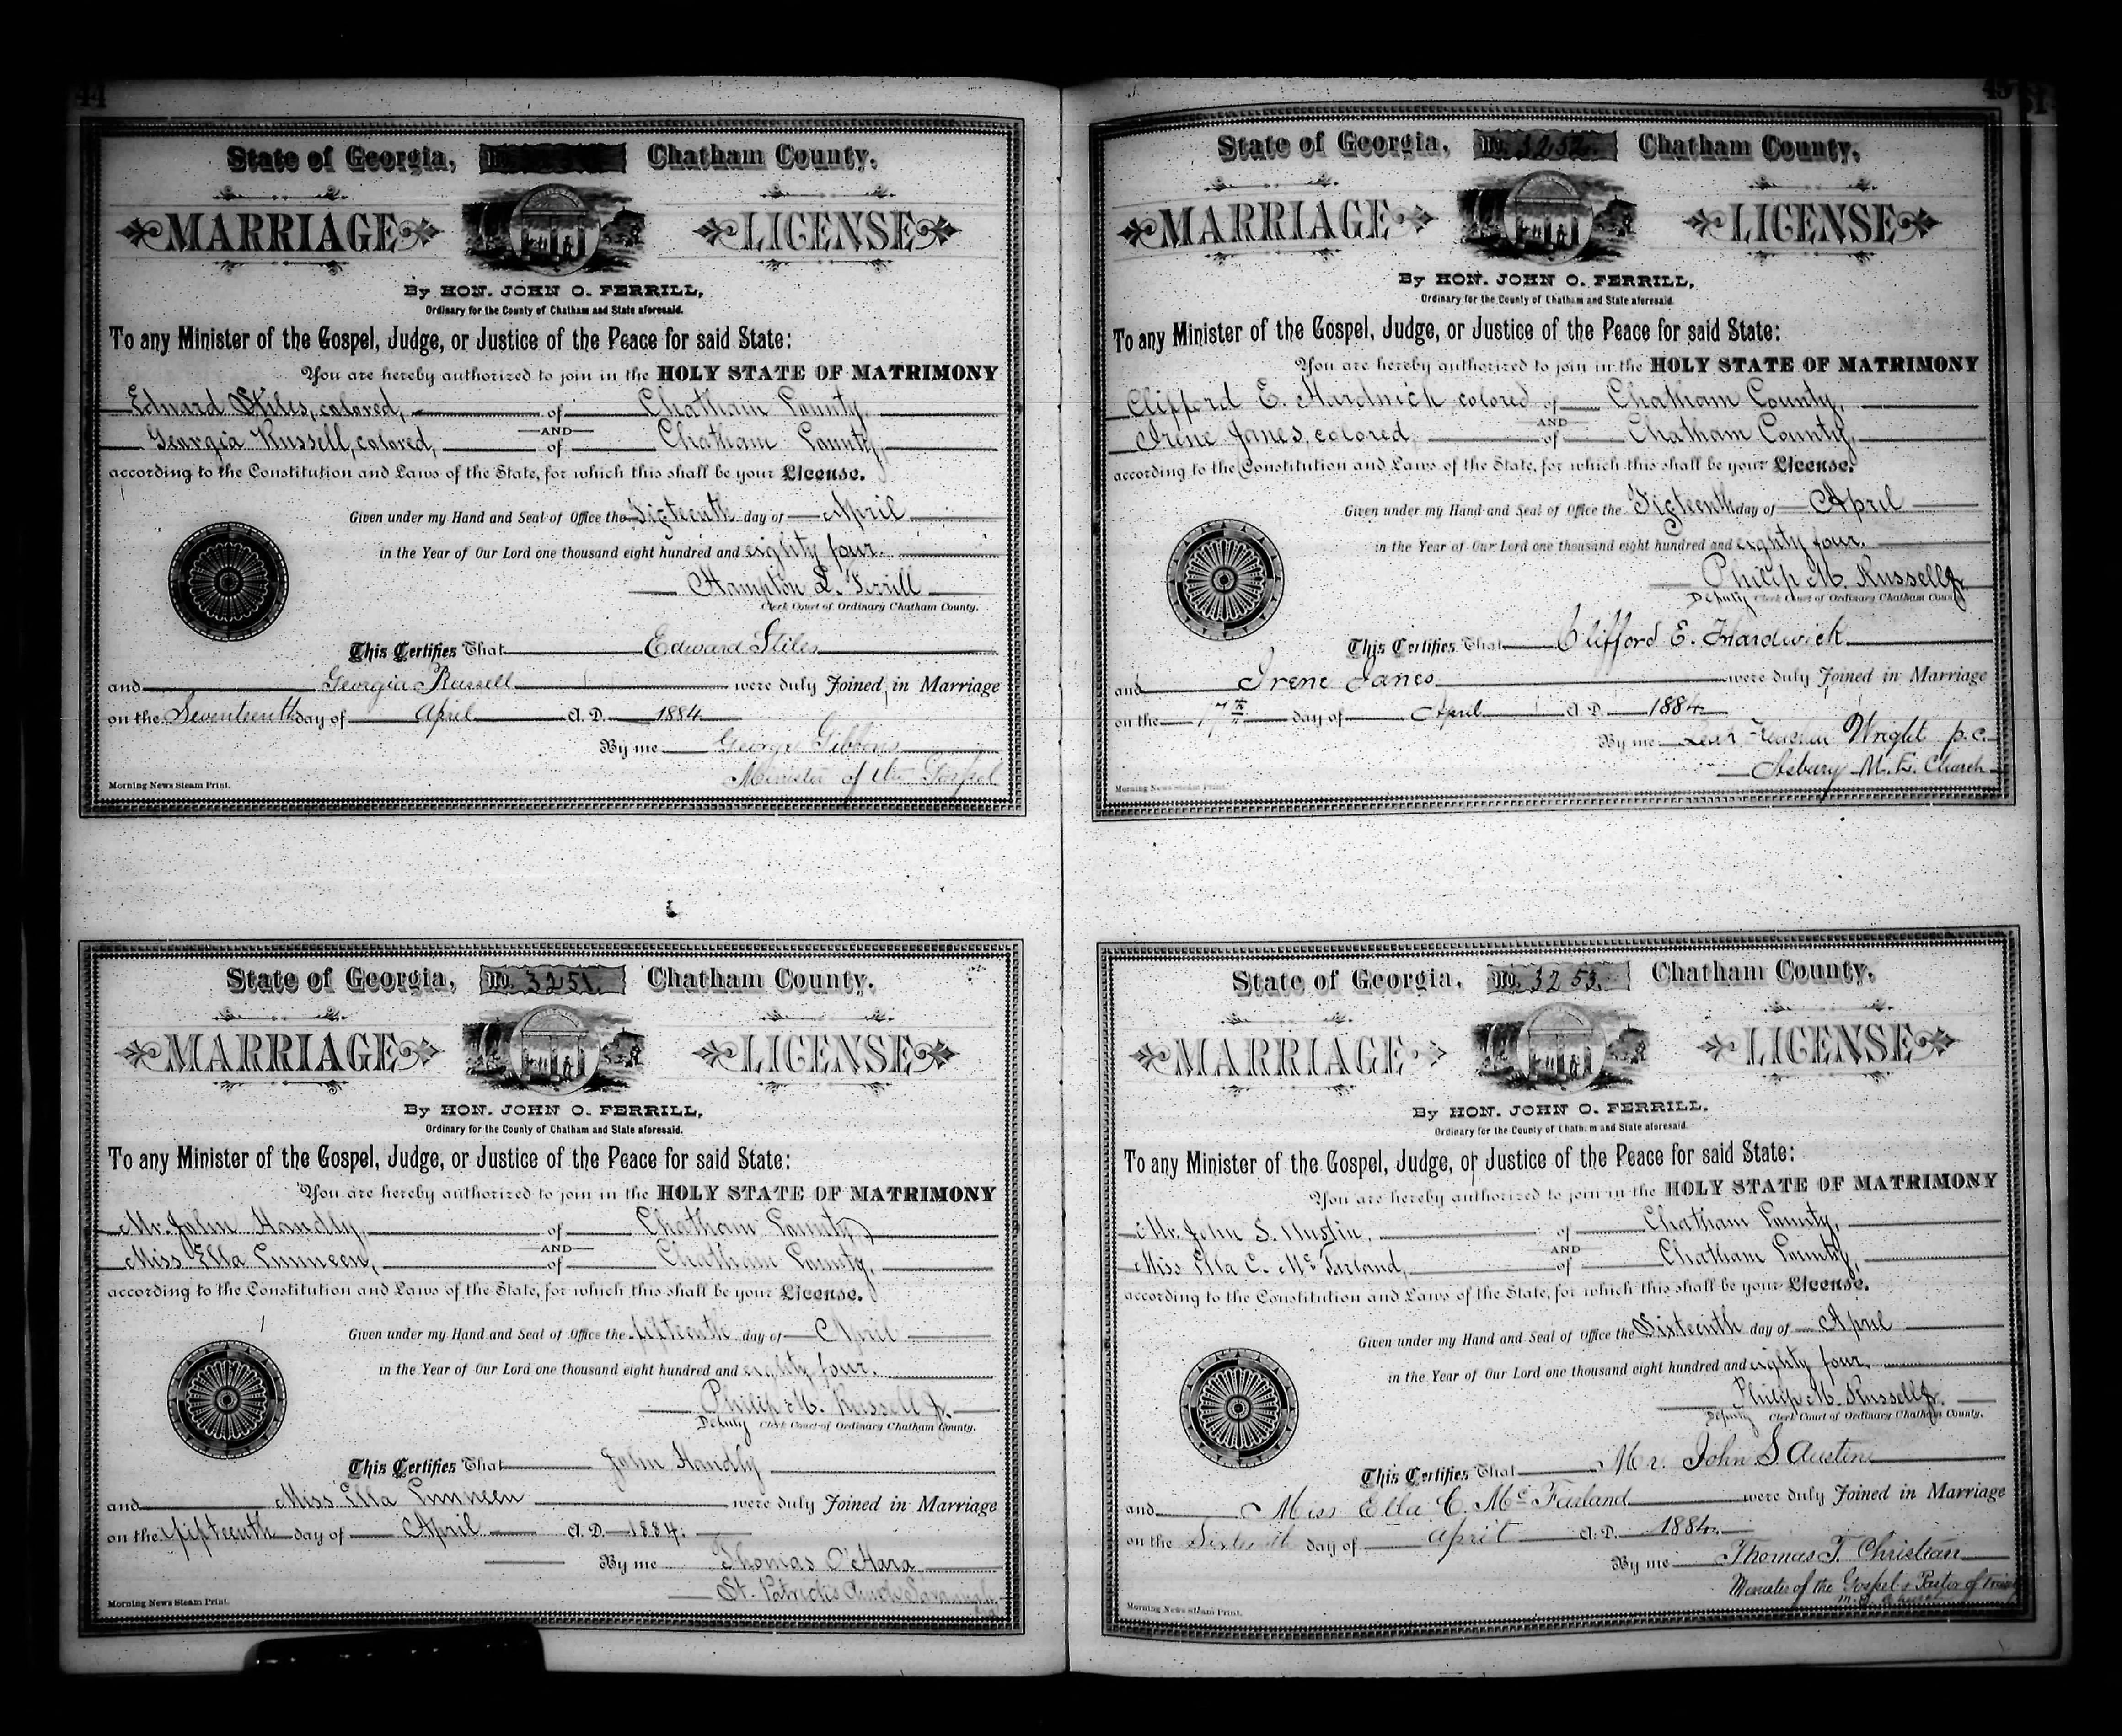 44
State of Georgia, No. Chatham County.
MARRIAGE LICENSE
By HON. JOHN O. FERRILL,
Ordinary for the County of Chatham and State aforesaid.
To any Minister of the Gospel, Judge, or Justice of the Peace for said State:
You are hereby authorized to join in the HOLY STATE OF MATRIMONY
Edward Stiles, colored, of Chatham County,
AND
Georgia Russell, colored, of Chatham County,
according to the Constitution and Laws of the State, for which this shall be your License.
Given under my Hand and Seal of Office the Sixteenth day of April
in the Year of Our Lord one thousand eight hundred and eighty four.
Hampton L. Ferrill
Clerk Court of Ordinary Chatham County.
This Certifies That Edward Stiles
and Georgia Russell were duly Joined in Marriage
on the Seventeenth day of April A. D. 1884
By me George Gibbons
Minister of the Gospel
Morning News Steam Print.
State of Georgia, No. 3251. Chatham County.
MARRIAGE LICENSE
By HON. JOHN O. FERRILL,
Ordinary for the County of Chatham and State aforesaid.
To any Minister of the Gospel, Judge, or Justice of the Peace for said State:
You are hereby authorized to join in the HOLY STATE OF MATRIMONY
Mr. John Handly, of Chatham County,
AND
Miss Ella Cunneen, of Chatham County,
according to the Constitution and Laws of the State, for which this shall be your License.
Given under my Hand and Seal of Office the fifteenth day of April
in the Year of Our Lord one thousand eight hundred and eighty four.
Philip M. Russell Jr.
Deputy Clerk Court of Ordinary Chatham County.
This Certifies That John Handly
and Miss Ella Cunneen were duly Joined in Marriage
on the fifteenth day of April A. D. 1884.
By me Thomas O'Hara
St. Patricks Church Savannah
Morning News Steam Print.
45
State of Georgia, No. 3252. Chatham County.
MARRIAGE LICENSE
By HON. JOHN O. FERRILL,
Ordinary for the County of Chatham and State aforesaid.
To any Minister of the Gospel, Judge, or Justice of the Peace for said State:
You are hereby authorized to join in the HOLY STATE OF MATRIMONY
Clifford E. Hardwick colored of Chatham County,
AND
Irene Janes, colored, of Chatham County,
according to the Constitution and Laws of the State, for which this shall be your License.
Given under my Hand and Seal of Office the Sixteenth day of April
in the Year of Our Lord one thousand eight hundred and eighty four.
Philip M. Russell Jr.
Deputy Clerk Court of Ordinary Chatham County
This Certifies That Clifford E. Hardwick
and Irene Janes were duly Joined in Marriage
on the 17th day of April A. D. 1884
By me Wright p.c.
Asbury M. E. Church
Morning News Steam Print.
State of Georgia, No. 3253. Chatham County.
MARRIAGE LICENSE
By HON. JOHN O. FERRILL.
Ordinary for the County of Chatham and State aforesaid.
To any Minister of the Gospel, Judge, or Justice of the Peace for said State:
You are hereby authorized to join in the HOLY STATE OF MATRIMONY
Mr. John S. Austin, of Chatham County,
AND
Miss Ella C. McFarland, of Chatham County,
according to the Constitution and Laws of the State, for which this shall be your License.
Given under my Hand and Seal of Office the Sixteenth day of April
in the Year of Our Lord one thousand eight hundred and eighty four.
Philip M. Russell Jr.
Deputy Clerk Court of Ordinary Chatham County.
This Certifies That Mr. John S. Austin
and Miss Ella C. McFarland were duly Joined in Marriage
on the Sixteenth day of April A. D. 1884.
By me Thomas T. Christian
Minister of the Gospel & Pastor of Trinity
M. E. Church
Morning News Steam Print.